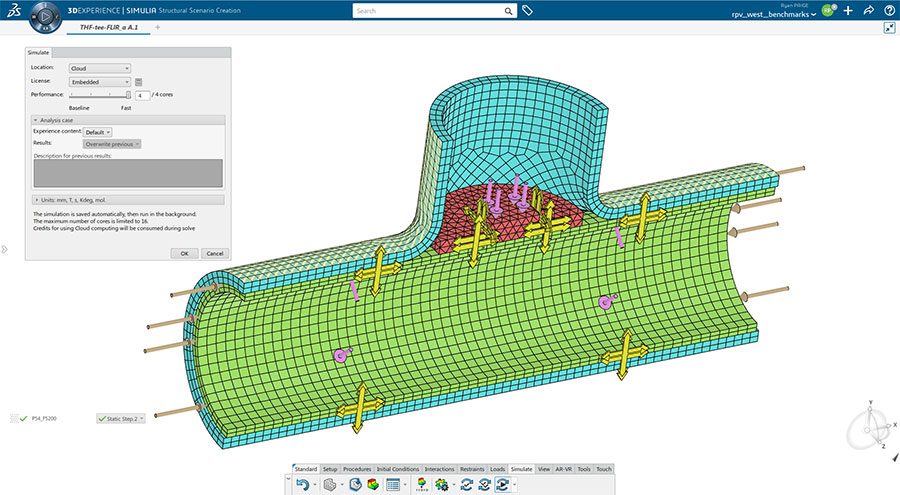 3DEXPERIENCE | SIMULIA Structural Scenario Creation
Search
Ryan PAIGE
rpv_west_benchmarks
RP
THF-tee-FLIR_a A.1
+
Simulate
Location: Cloud
License: Embedded
Performance: 4 / 4 cores
Baseline Fast
Analysis case
Experience content: Default
Results: Overwrite previous
Description for previous results:
Units: mm, T, s, Kdeg, mol.
The simulation is saved automatically, then run in the background.
The maximum number of cores is limited to 16.
Credits for using Cloud computing will be consumed during solve
OK Cancel
P54_F5200 Static Step.2
Y
X
Z
Standard Setup Procedures Initial Conditions Interactions Restraints Loads Simulate View AR-VR Tools Touch